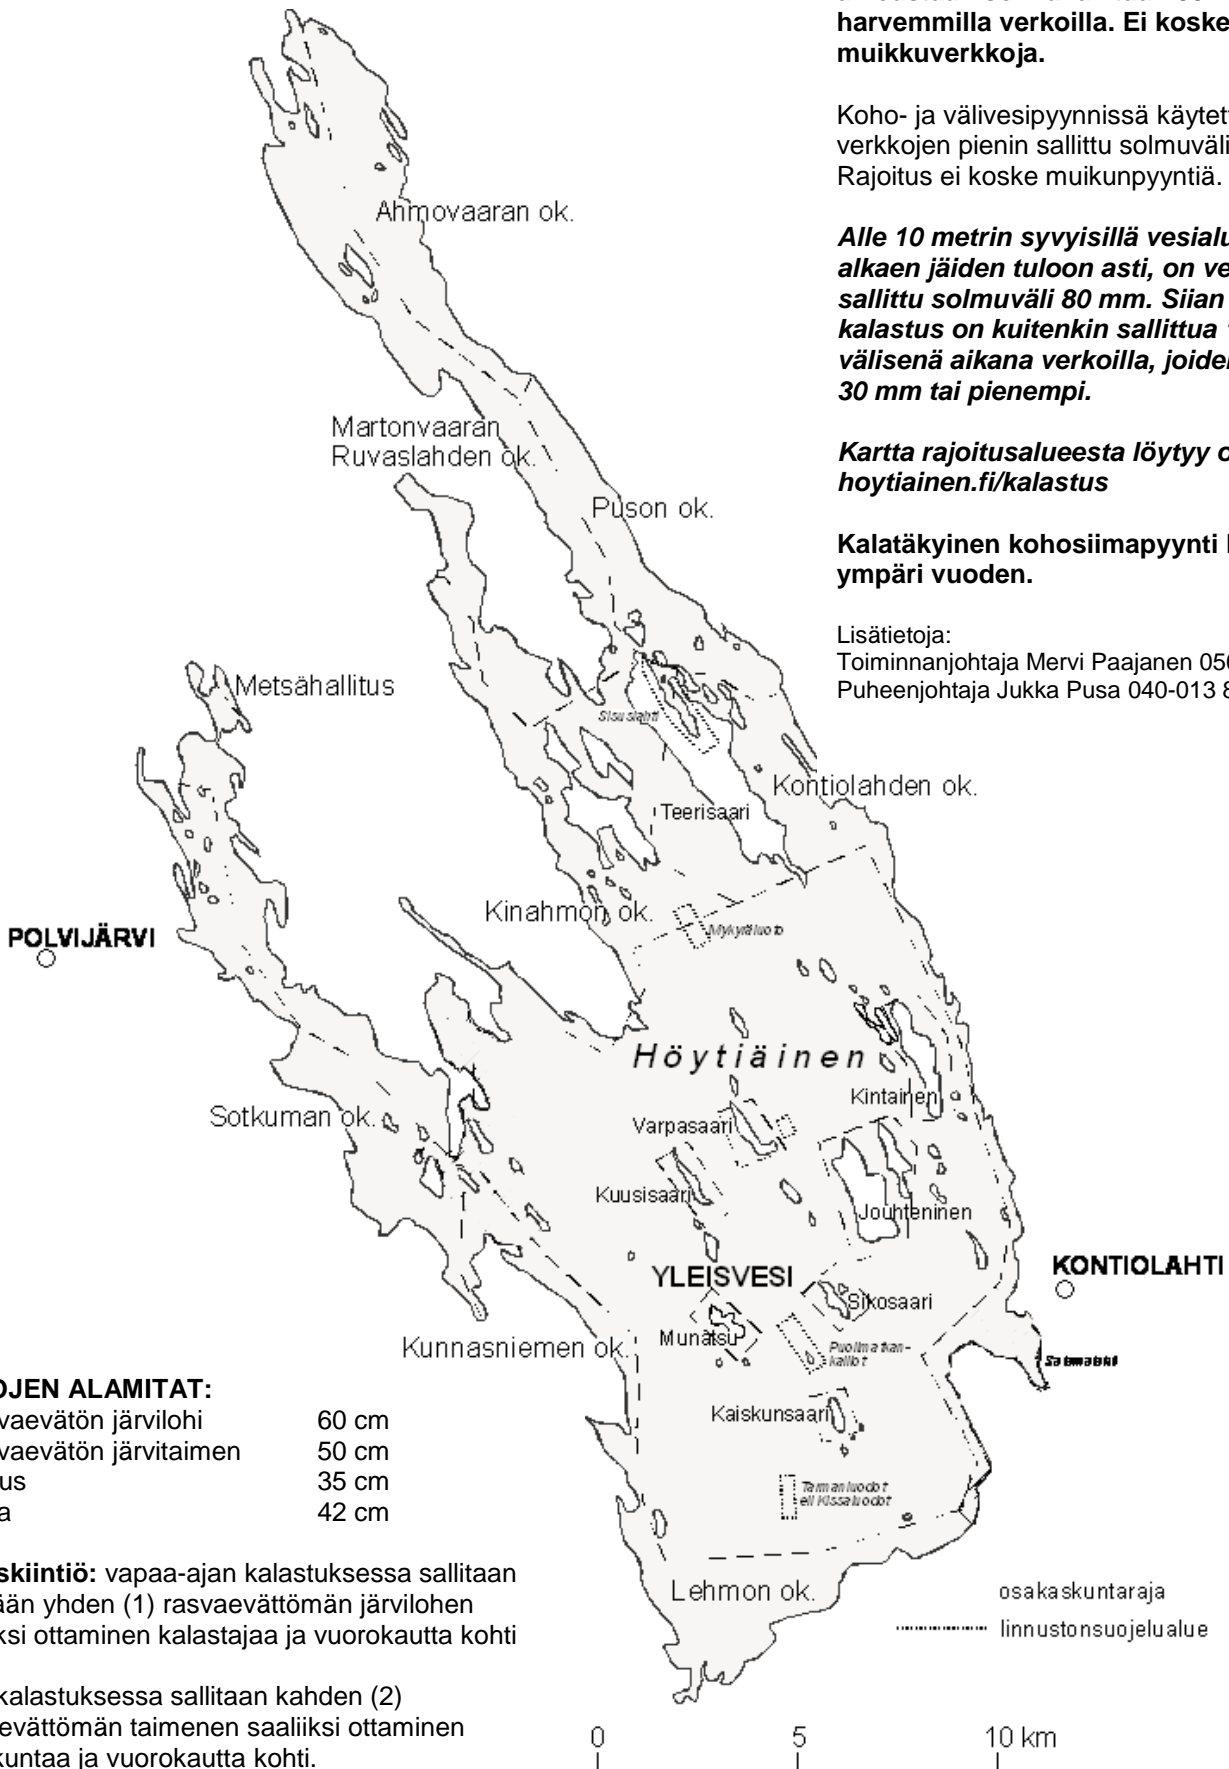 harvemmilla verkoilla. Ei koske
muikkuverkkoja.
Koho- ja välivesipyynnissä
verkkojen pienin sallittu solmuväli
Rajoitus ei koske muikunpyyntiä.
Alle 10 metrin syvyisillä
alkaen jäiden tuloon asti, on
sallittu solmuväli 80 mm. Siian
kalastus on kuitenkin sallittua
välisenä aikana verkoilla,
30 mm tai pienempi.
Kartta rajoitusalueesta löytyy
hoytiainen.fi/kalastus
Kalatäkyinen kohosiimapyynti
ympäri vuoden.
Lisätietoja:
Toiminnanjohtaja Mervi Paajanen
Puheenjohtaja Jukka Pusa 040-013
Ahmovaaran ok.
Martonvaaran
Ruvaslahden ok.
Puson ok.
Metsähallitus
Sisuslahti
Kontiolahden ok.
Teerisaari
Kinahmon ok.
Mykyräluoto
POLVIJÄRVI
Höytiäinen
Kintainen
Sotkuman ok.
Varpasaari
Kuusisaari
Jouhteninen
YLEISVESI
KONTIOLAHTI
Sikosaari
Munatsu
Kunnasniemen ok.
Puolimatkan-
kalliot
Kaiskunsaari
OJEN ALAMITAT:
vaevätön järvilohi 60 cm
vaevätön järvitaimen 50 cm
us 35 cm
a 42 cm
Tarmanluodot
eli Kissaluodot
skiintiö: vapaa-ajan kalastuksessa sallitaan
ään yhden (1) rasvaevättömän järvilohen
ksi ottaminen kalastajaa ja vuorokautta kohti
Lehmon ok.
osakaskuntaraja
linnustonsuojelualue
kalastuksessa sallitaan kahden (2)
evättömän taimenen saaliiksi ottaminen
kuntaa ja vuorokautta kohti.
0 5 10 km